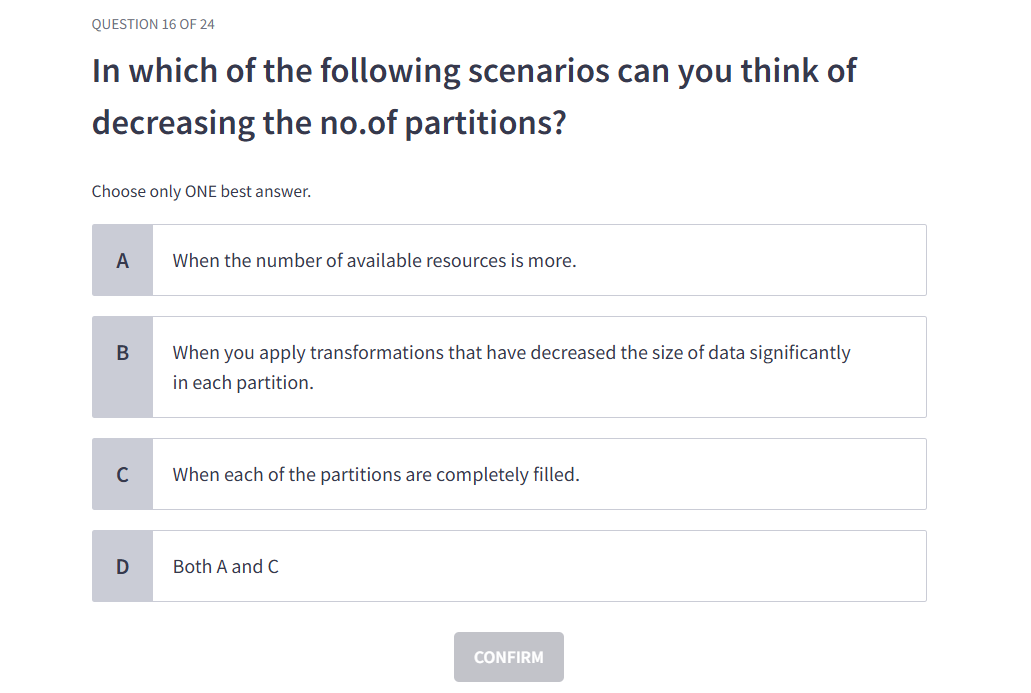 QUESTION 16 OF 24
In which of the following scenarios can you think of
decreasing the no.of partitions?
Choose only ONE best answer.
A
When the number of available resources is more.
B
When you apply transformations that have decreased the size of data significantly
in each partition.
C
When each of the partitions are completely filled.
D
Both A and C
CONFIRM